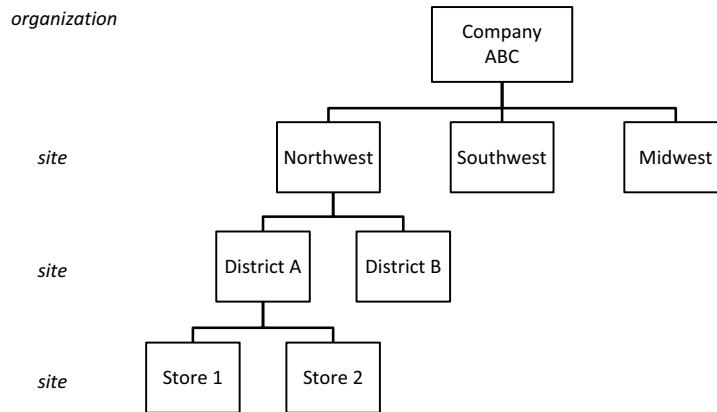 organization
Company
ABC
site
Northwest
Southwest
Midwest
site
District A
District B
site
Store 1
Store 2